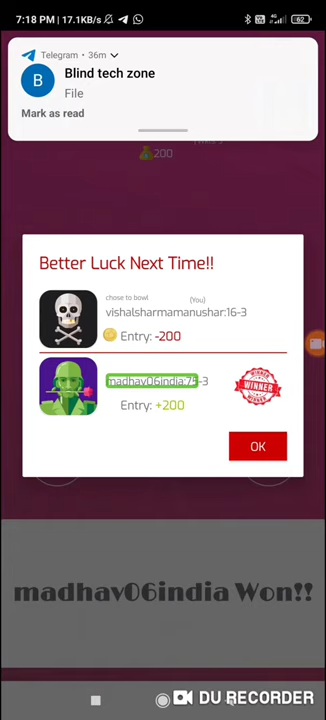 7:18 PM | 17.1KB/s
62
Telegram • 36m
B
Blind tech zone
File
Mark as read
200
Better Luck Next Time!!
chose to bowl
(You)
vishalsharmamanushar:16-3
Entry: -200
madhav06india:75-3
Entry: +200
WINNER
OK
madhav06india Won!!
DU RECORDER